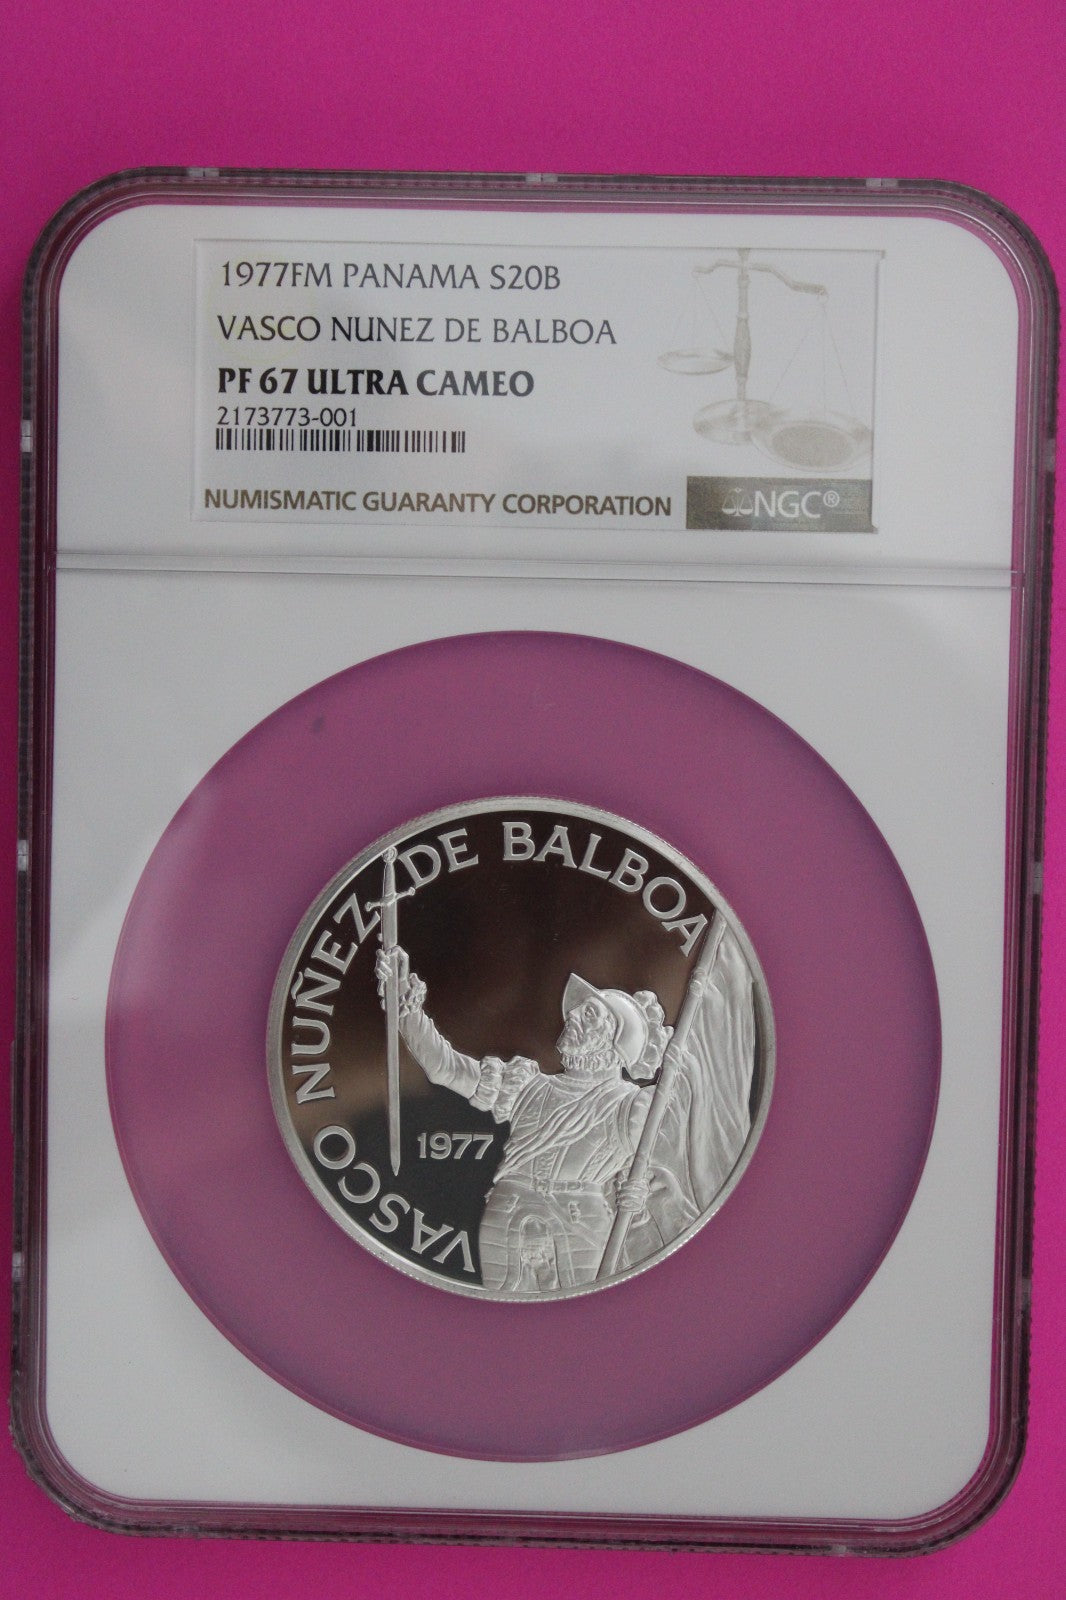 1977FM PANAMA S20B
VASCO NUNEZ DE BALBOA
PF 67 ULTRA CAMEO
2173773-001
NUMISMATIC GUARANTY CORPORATION
NGC®
VASCO NUÑEZ DE BALBOA
1977